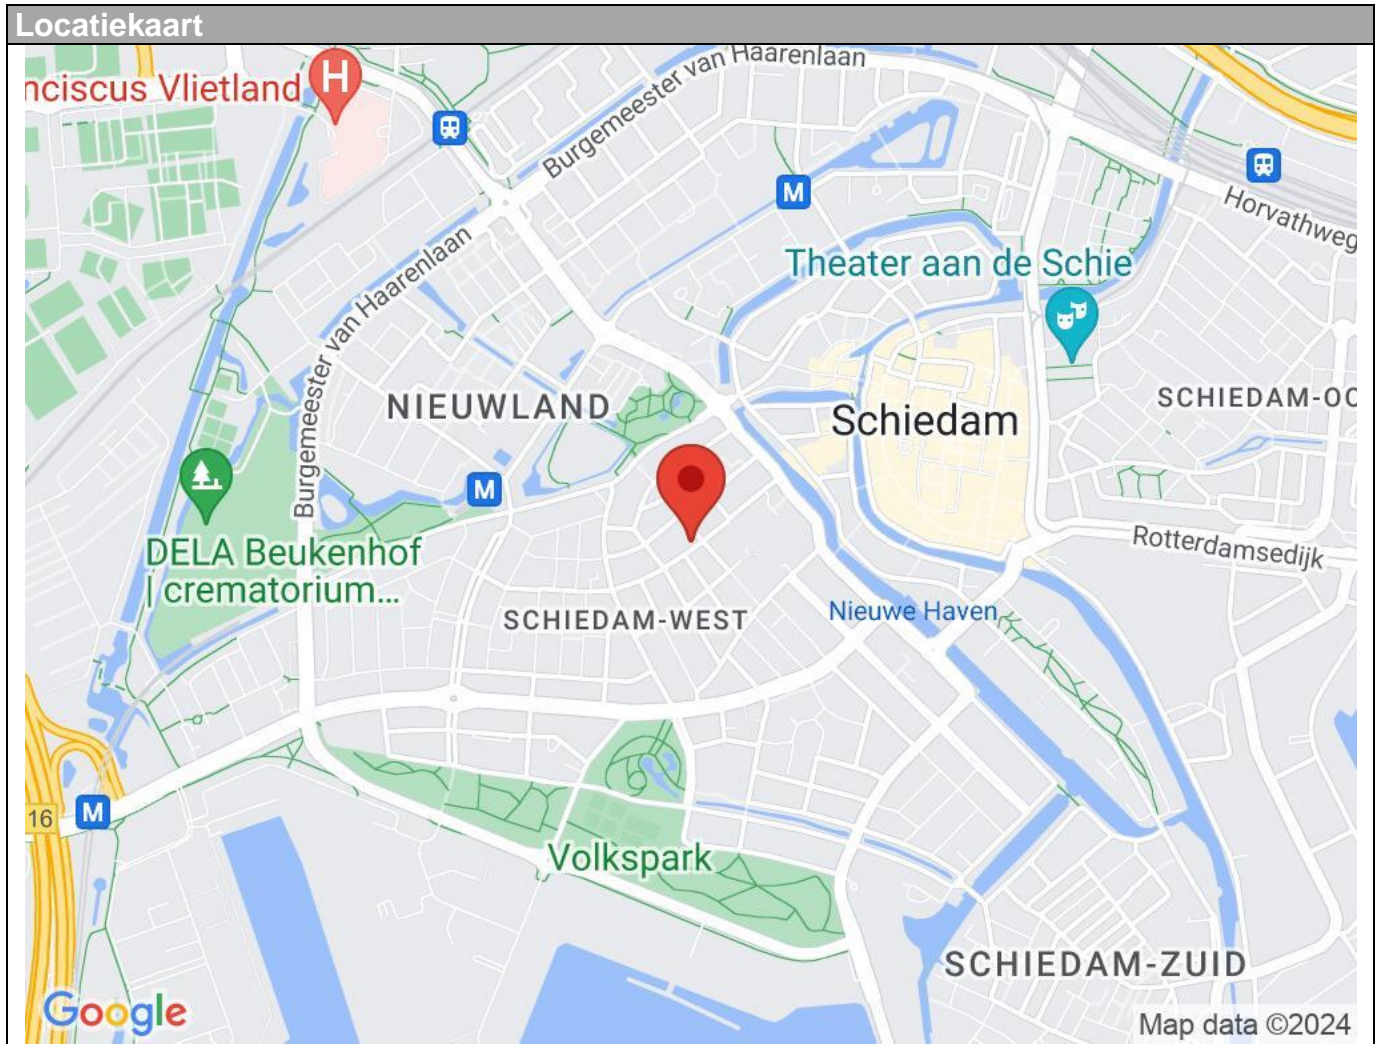 Locatiekaart
nciscus Vlietland
H
Burgemeester van Haarenlaan
M
Horvathweg
Burgemeester van Haarenlaan
Theater aan de Schie
NIEUWLAND
Schiedam
SCHIEDAM-OO
M
DELA Beukenhof
| crematorium...
Rotterdamsedijk
SCHIEDAM-WEST
Nieuwe Haven
16
M
Volkspark
SCHIEDAM-ZUID
Google
Map data ©2024